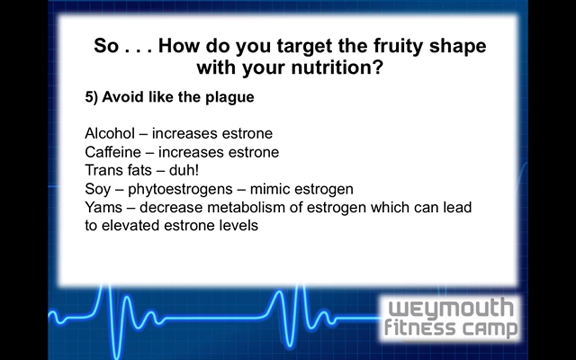 So . . . How do you target the fruity shape
with your nutrition?
5) Avoid like the plague
Alcohol – increases estrone
Caffeine – increases estrone
Trans fats – duh!
Soy – phytoestrogens – mimic estrogen
Yams – decrease metabolism of estrogen which can lead
to elevated estrone levels
weymouth
fitness camp